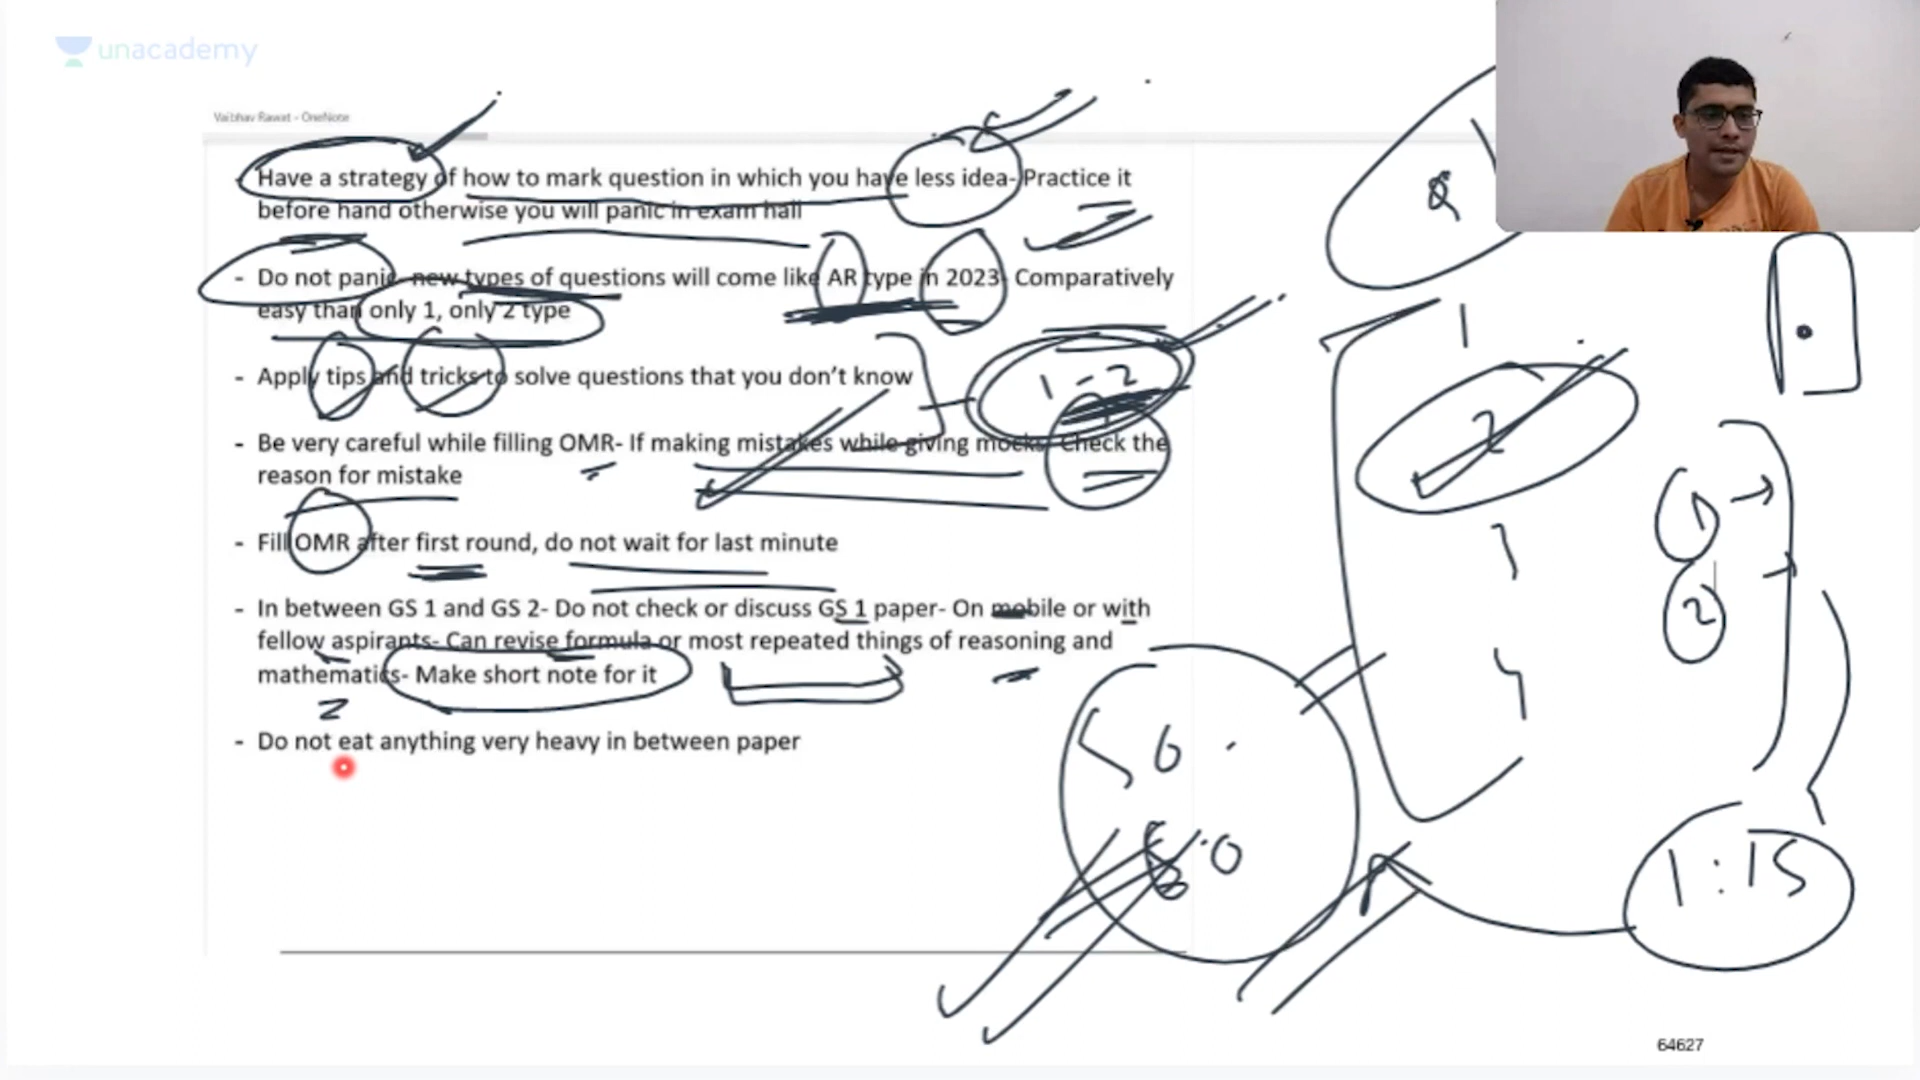 unacademy
Vaibhav Rawat - OneNote
- Have a strategy of how to mark question in which you have less idea- Practice it
before hand otherwise you will panic in exam hall
- Do not panic- new types of questions will come like AR type in 2023- Comparatively
easy than only 1, only 2 type
- Apply tips and tricks to solve questions that you don't know
1-2
- Be very careful while filling OMR- If making mistakes while giving mocks- Check the
reason for mistake
- Fill OMR after first round, do not wait for last minute
- In between GS 1 and GS 2- Do not check or discuss GS 1 paper- On mobile or with
fellow aspirants- Can revise formula or most repeated things of reasoning and
mathematics- Make short note for it
- Do not eat anything very heavy in between paper
1
2
3
4
1
2
50
60
1:15
64627